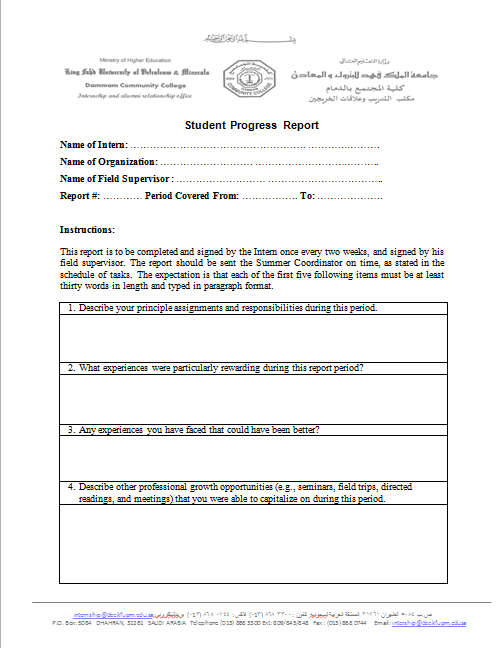 Ministry of Higher Education
King Fahd University of Petroleum & Minerals
Dammam Community College
Internship and alumni relationship office
وزارة التعليم العالي
جامعة الملك فهد للبترول و المعادن
كلية المجتمع بالدمام
مكتب التدريب وعلاقات الخريجين
Student Progress Report
Name of Intern: …………………………………………… ………………
Name of Organization: ……………………… ……………………………..
Name of Field Supervisor : …………………… ……………………………..
Report #: ………… Period Covered From: ……………. To: ……………….
Instructions:
This report is to be completed and signed by the Intern once every two weeks, and signed by his
field supervisor. The report should be sent the Summer Coordinator on time, as stated in the
schedule of tasks. The expectation is that each of the first five following items must be at least
thirty words in length and typed in paragraph format.
1. Describe your principle assignments and responsibilities during this period.
2. What experiences were particularly rewarding during this report period?
3. Any experiences you have faced that could have been better?
4. Describe other professional growth opportunities (e.g., seminars, field trips, directed
readings, and meetings) that you were able to capitalize on during this period.
P.O. Box: 5084 DHAHRAN, 31261 SAUDI ARABIA Telephone (013) 868 3300 Ext: 809/845/848 Fax : (013) 868 0744 Email: internship@dcc.kfupm.edu.sa